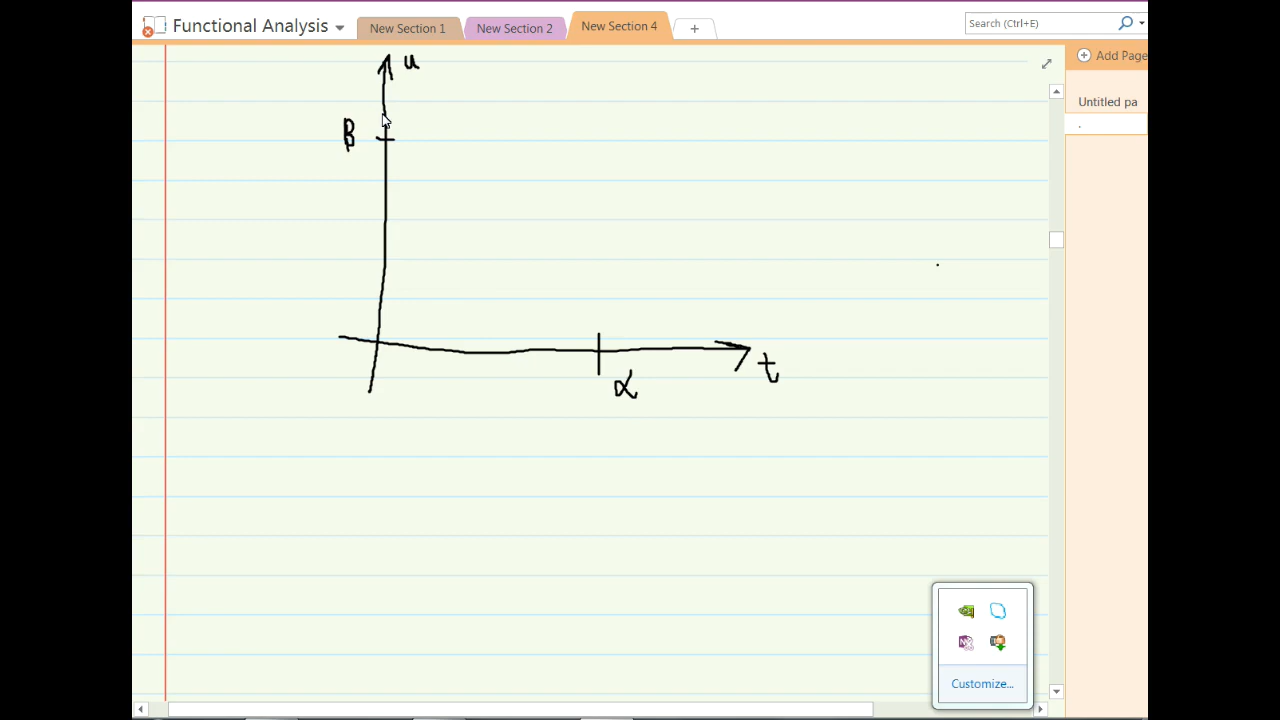 Functional Analysis
New Section 1
New Section 2
New Section 4
+
Search (Ctrl+E)
Add Page
Untitled pa
.
u
β
α
t
Customize...